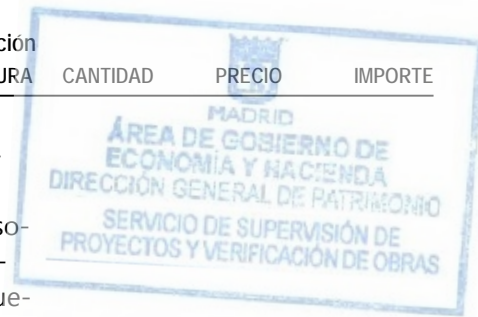 ción
URA CANTIDAD PRECIO IMPORTE
MADRID
ÁREA DE GOBIERNO DE
ECONOMÍA Y HACIENDA
DIRECCIÓN GENERAL DE PATRIMONIO
so-
SERVICIO DE SUPERVISIÓN DE
PROYECTOS Y VERIFICACIÓN DE OBRAS
ue-